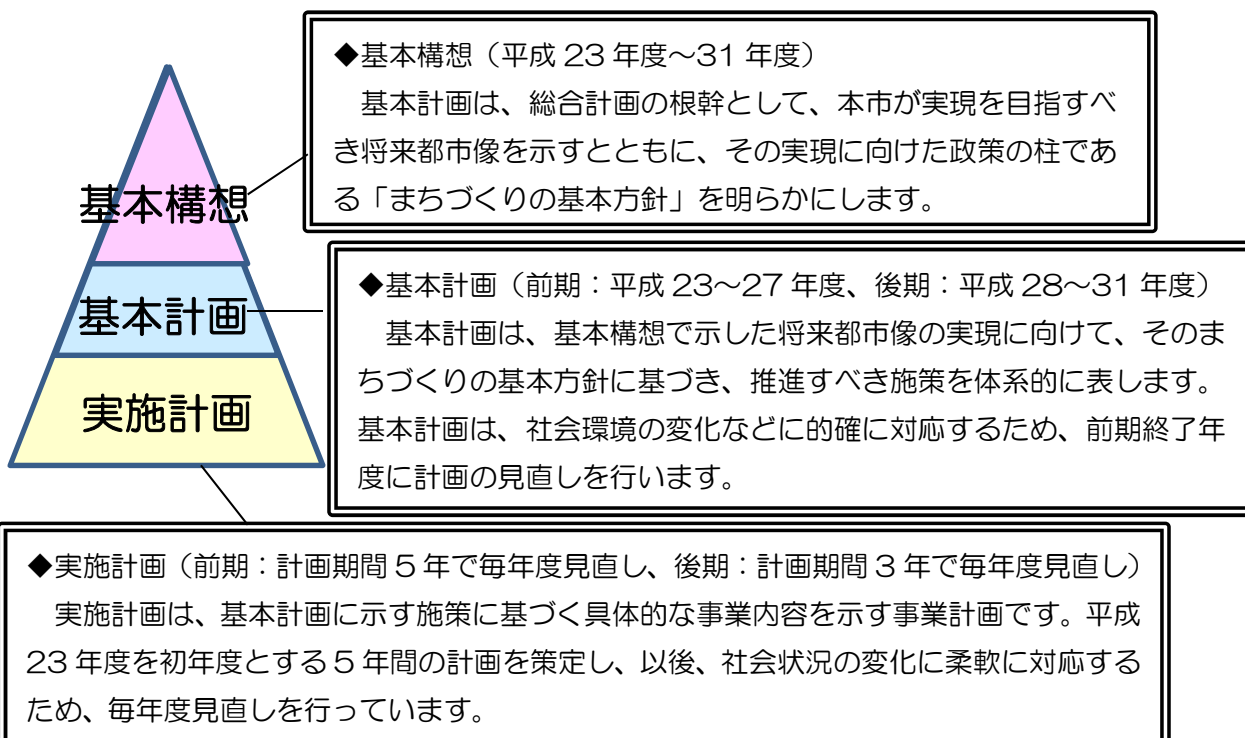 ◆基本構想（平成 23 年度～31 年度）
基本計画は、総合計画の根幹として、本市が実現を目指すべ
き将来都市像を示すとともに、その実現に向けた政策の柱であ
る「まちづくりの基本方針」を明らかにします。
基本構想
◆基本計画（前期：平成 23～27 年度、後期：平成 28～31 年度）
基本計画は、基本構想で示した将来都市像の実現に向けて、そのま
ちづくりの基本方針に基づき、推進すべき施策を体系的に表します。
基本計画は、社会環境の変化などに的確に対応するため、前期終了年
度に計画の見直しを行います。
基本計画
実施計画
◆実施計画（前期：計画期間 5 年で毎年度見直し、後期：計画期間 3 年で毎年度見直し）
実施計画は、基本計画に示す施策に基づく具体的な事業内容を示す事業計画です。平成
23 年度を初年度とする 5 年間の計画を策定し、以後、社会状況の変化に柔軟に対応する
ため、毎年度見直しを行っています。